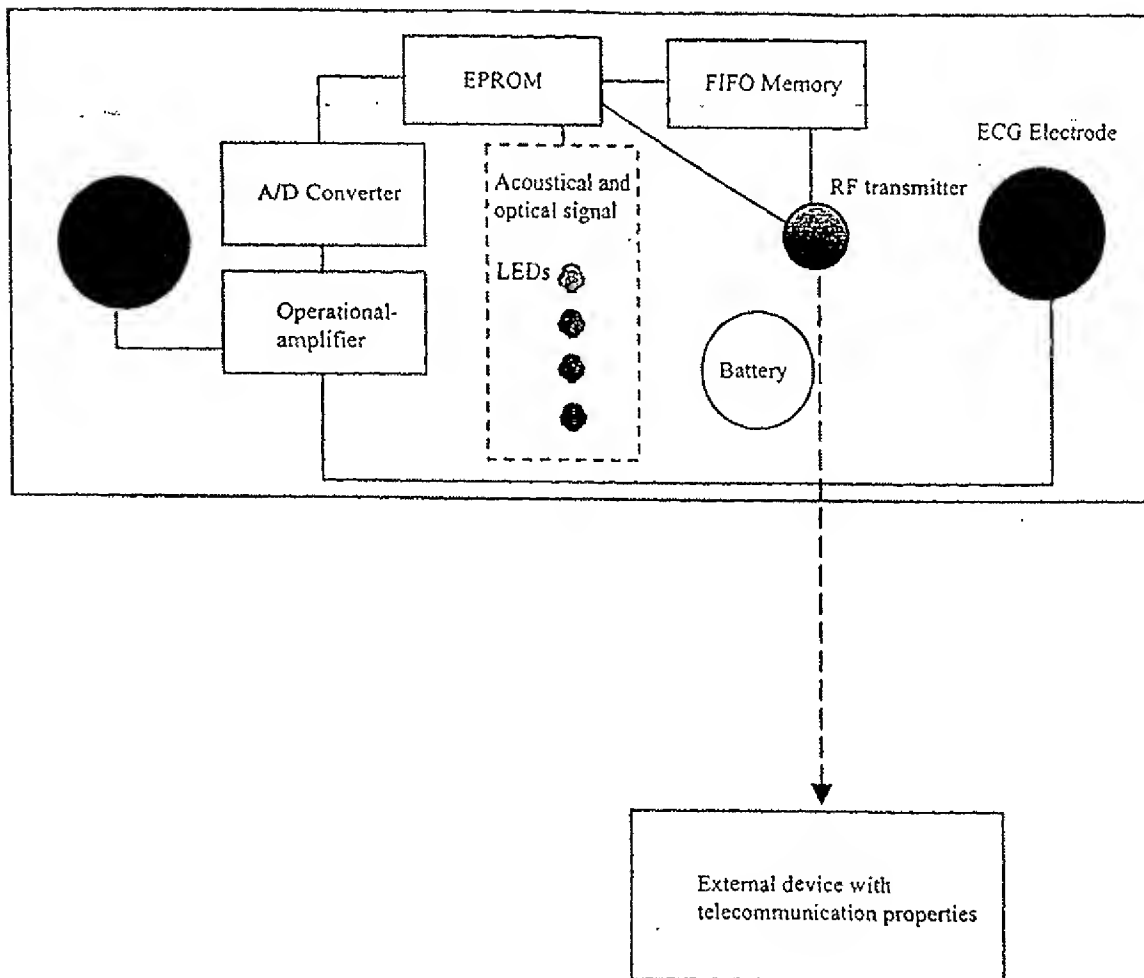 EPROM
FIFO Memory
ECG Electrode
A/D Converter
Acoustical and
optical signal
RF transmitter
LEDs
Operational-
amplifier
Battery
External device with
telecommunication properties